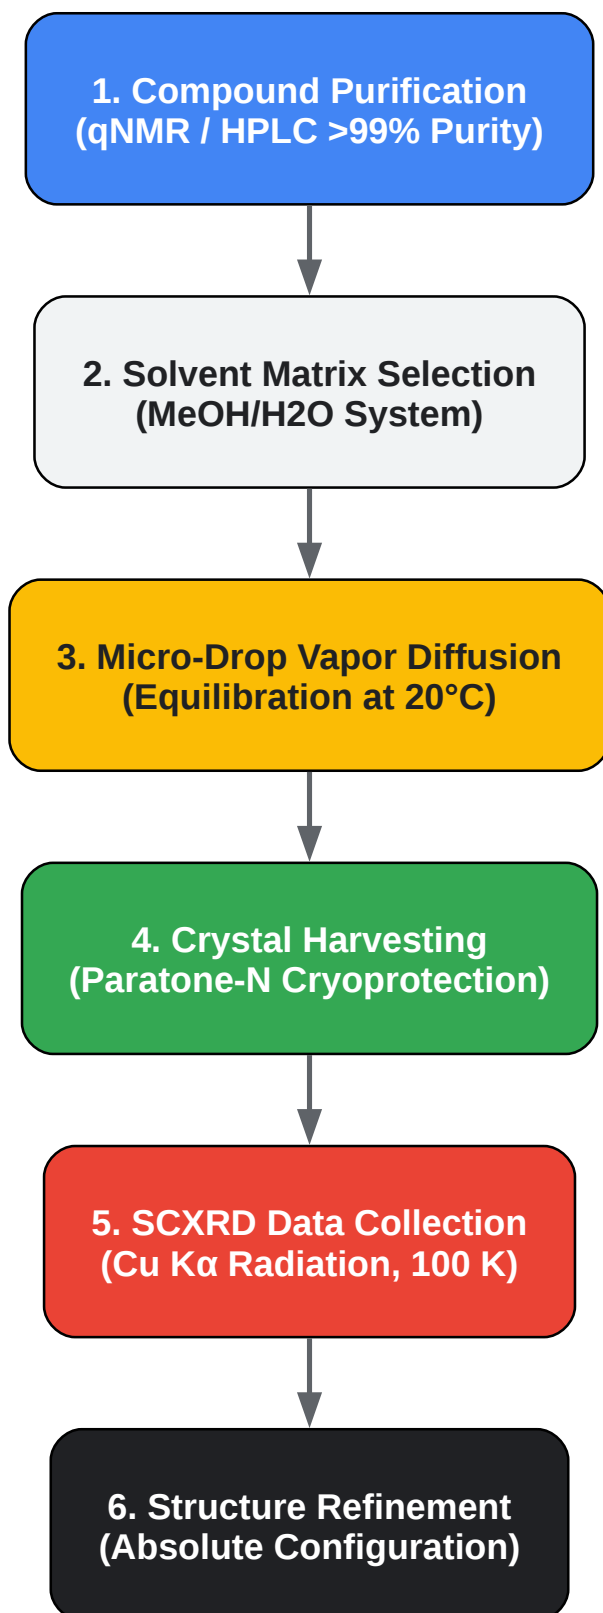 1. Compound Purification
(qNMR / HPLC >99% Purity)
2. Solvent Matrix Selection
(MeOH/H2O System)
3. Micro-Drop Vapor Diffusion
(Equilibration at 20°C)
4. Crystal Harvesting
(Paratone-N Cryoprotection)
5. SCXRD Data Collection
(Cu Kα Radiation, 100 K)
6. Structure Refinement
(Absolute Configuration)